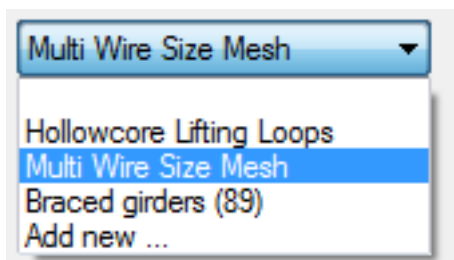 Multi Wire Size Mesh
Hollowcore Lifting Loops
Multi Wire Size Mesh
Braced girders (89)
Add new ...